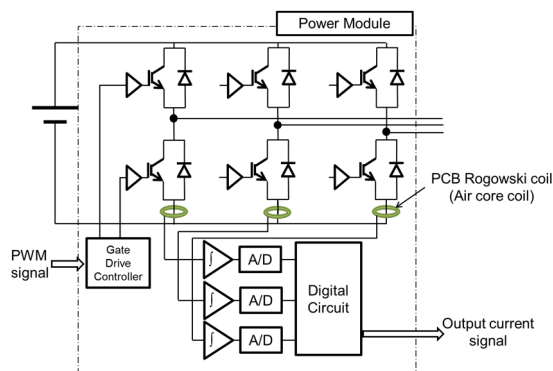 Power Module
PCB Rogowski coil
(Air core coil)
PWM
signal
Gate
Drive
Controller
∫
A/D
∫
A/D
∫
A/D
Digital
Circuit
Output current
signal